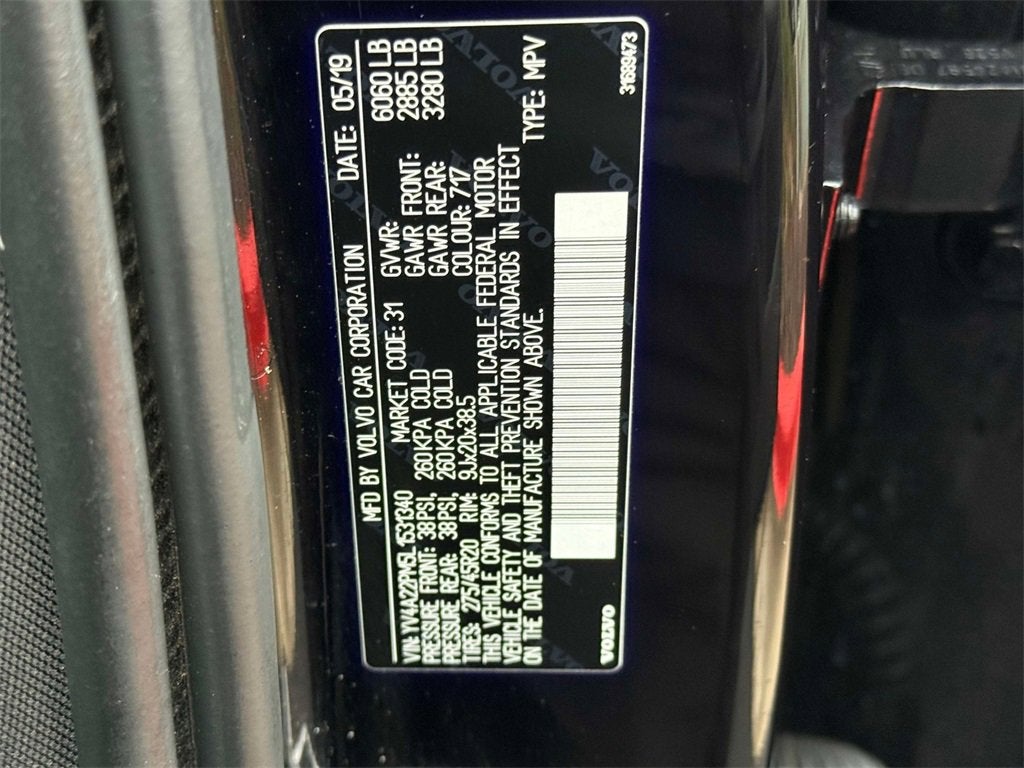 MFD BY VOLVO CAR CORPORATION DATE: 05/19
VIN: YV4A22PM5L1531340 MARKET CODE: 31 GVWR: 6060 LB
PRESSURE FRONT: 38PSI, 260KPA COLD GAWR FRONT: 2885 LB
PRESSURE REAR: 38PSI, 260KPA COLD GAWR REAR: 3280 LB
TIRES: 275/45R20 RIM: 9Jx20x38.5 COLOUR: 717
THIS VEHICLE CONFORMS TO ALL APPLICABLE FEDERAL MOTOR
VEHICLE SAFETY AND THEFT PREVENTION STANDARDS IN EFFECT
ON THE DATE OF MANUFACTURE SHOWN ABOVE. TYPE: MPV
VOLVO 31689473